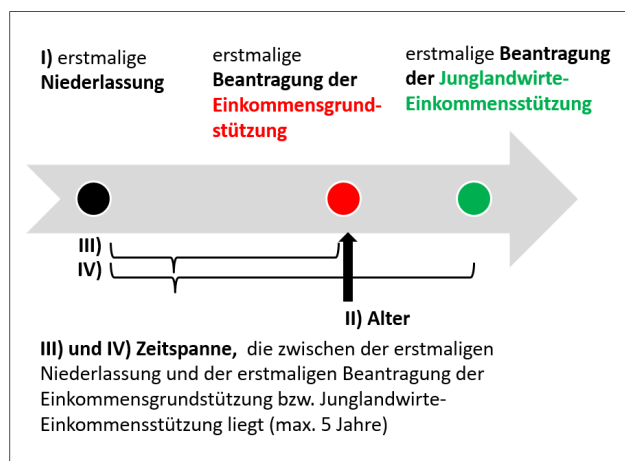 I) erstmalige
Niederlassung
erstmalige
Beantragung der
Einkommensgrund-
stützung
erstmalige Beantragung
der Junglandwirte-
Einkommensstützung
III)
IV)
II) Alter
III) und IV) Zeitspanne, die zwischen der erstmaligen
Niederlassung und der erstmaligen Beantragung der
Einkommensgrundstützung bzw. Junglandwirte-
Einkommensstützung liegt (max. 5 Jahre)